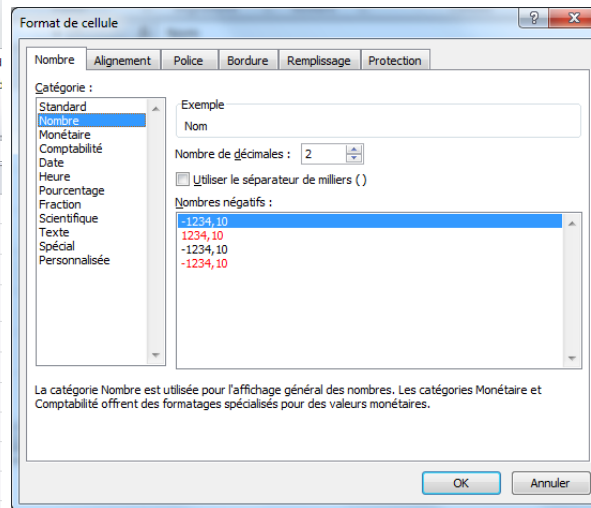 Format de cellule
Nombre Alignement Police Bordure Remplissage Protection
Catégorie :
Standard
Nombre
Monétaire
Comptabilité
Date
Heure
Pourcentage
Fraction
Scientifique
Texte
Spécial
Personnalisée
Exemple
Nom
Nombre de décimales : 2
Utiliser le séparateur de milliers ( )
Nombres négatifs :
-1234,10
1234,10
-1234,10
-1234,10
La catégorie Nombre est utilisée pour l'affichage général des nombres. Les catégories Monétaire et
Comptabilité offrent des formatages spécialisés pour des valeurs monétaires.
OK Annuler